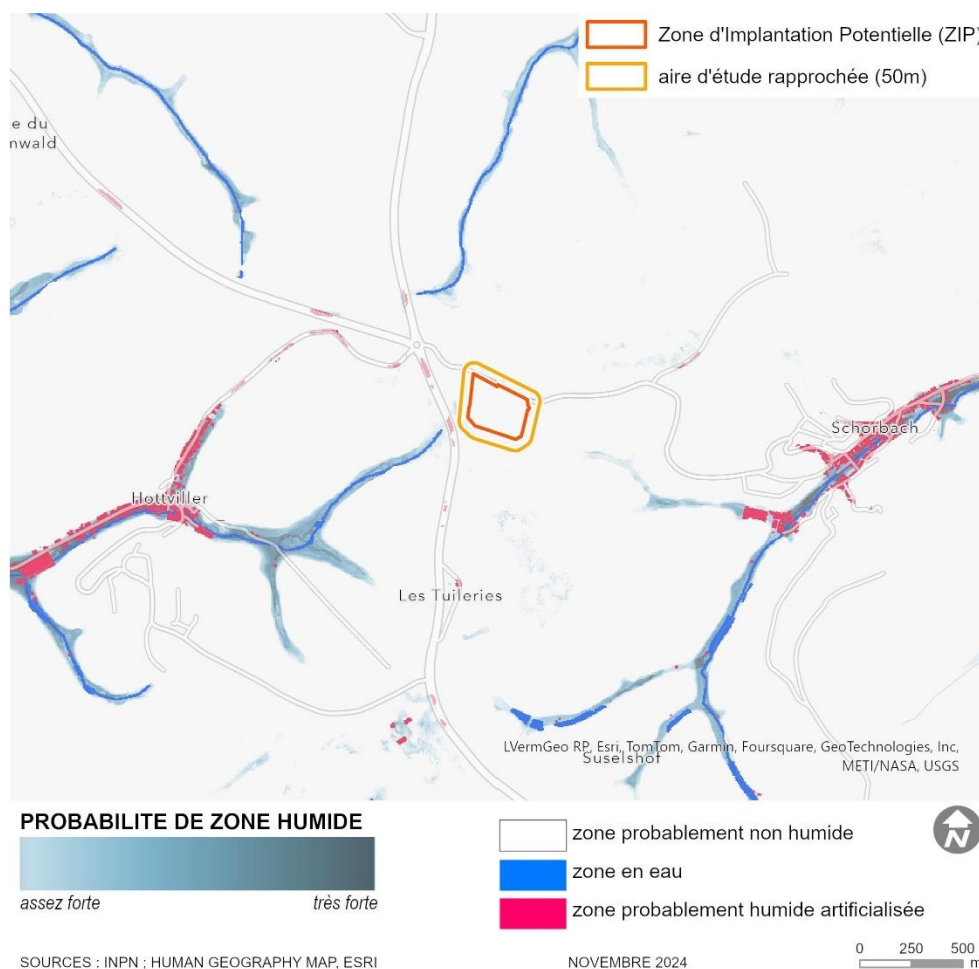 Zone d'Implantation Potentielle (ZIP)
aire d'étude rapprochée (50m)
e du
nwald
Schorbach
Hottviller
Les Tuileries
LVermGeo RP, Esri, TomTom, Garmin, Foursquare, GeoTechnologies, Inc,
METI/NASA, USGS
Suselshof
PROBABILITE DE ZONE HUMIDE
assez forte
très forte
zone probablement non humide
zone en eau
zone probablement humide artificialisée
N
SOURCES : INPN ; HUMAN GEOGRAPHY MAP, ESRI
NOVEMBRE 2024
0 250 500
m